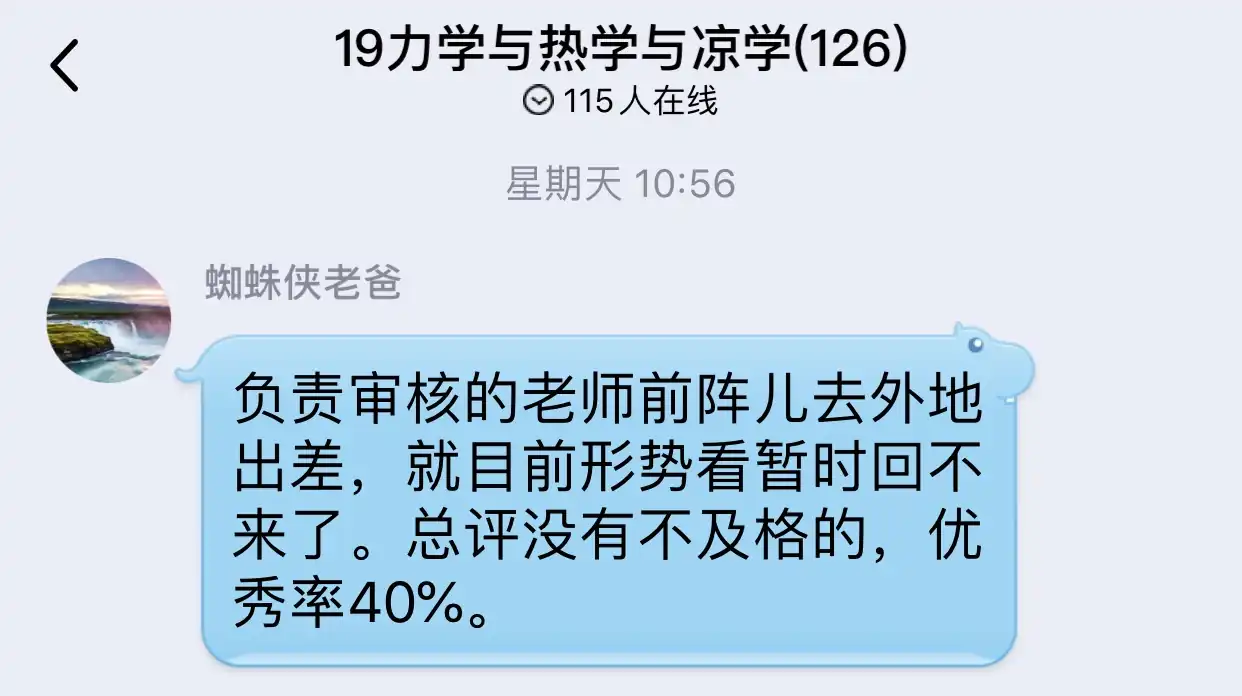 19力学与热学与凉学(126)
115人在线
星期天 10:56
蜘蛛侠老爸
负责审核的老师前阵儿去外地
出差，就目前形势看暂时回不
来了。总评没有不及格的，优
秀率40%。